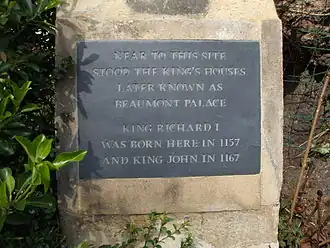 NEAR TO THIS SITE
STOOD THE KING'S HOUSES
LATER KNOWN AS
BEAUMONT PALACE
KING RICHARD I
WAS BORN HERE IN 1157
AND KING JOHN IN 1167